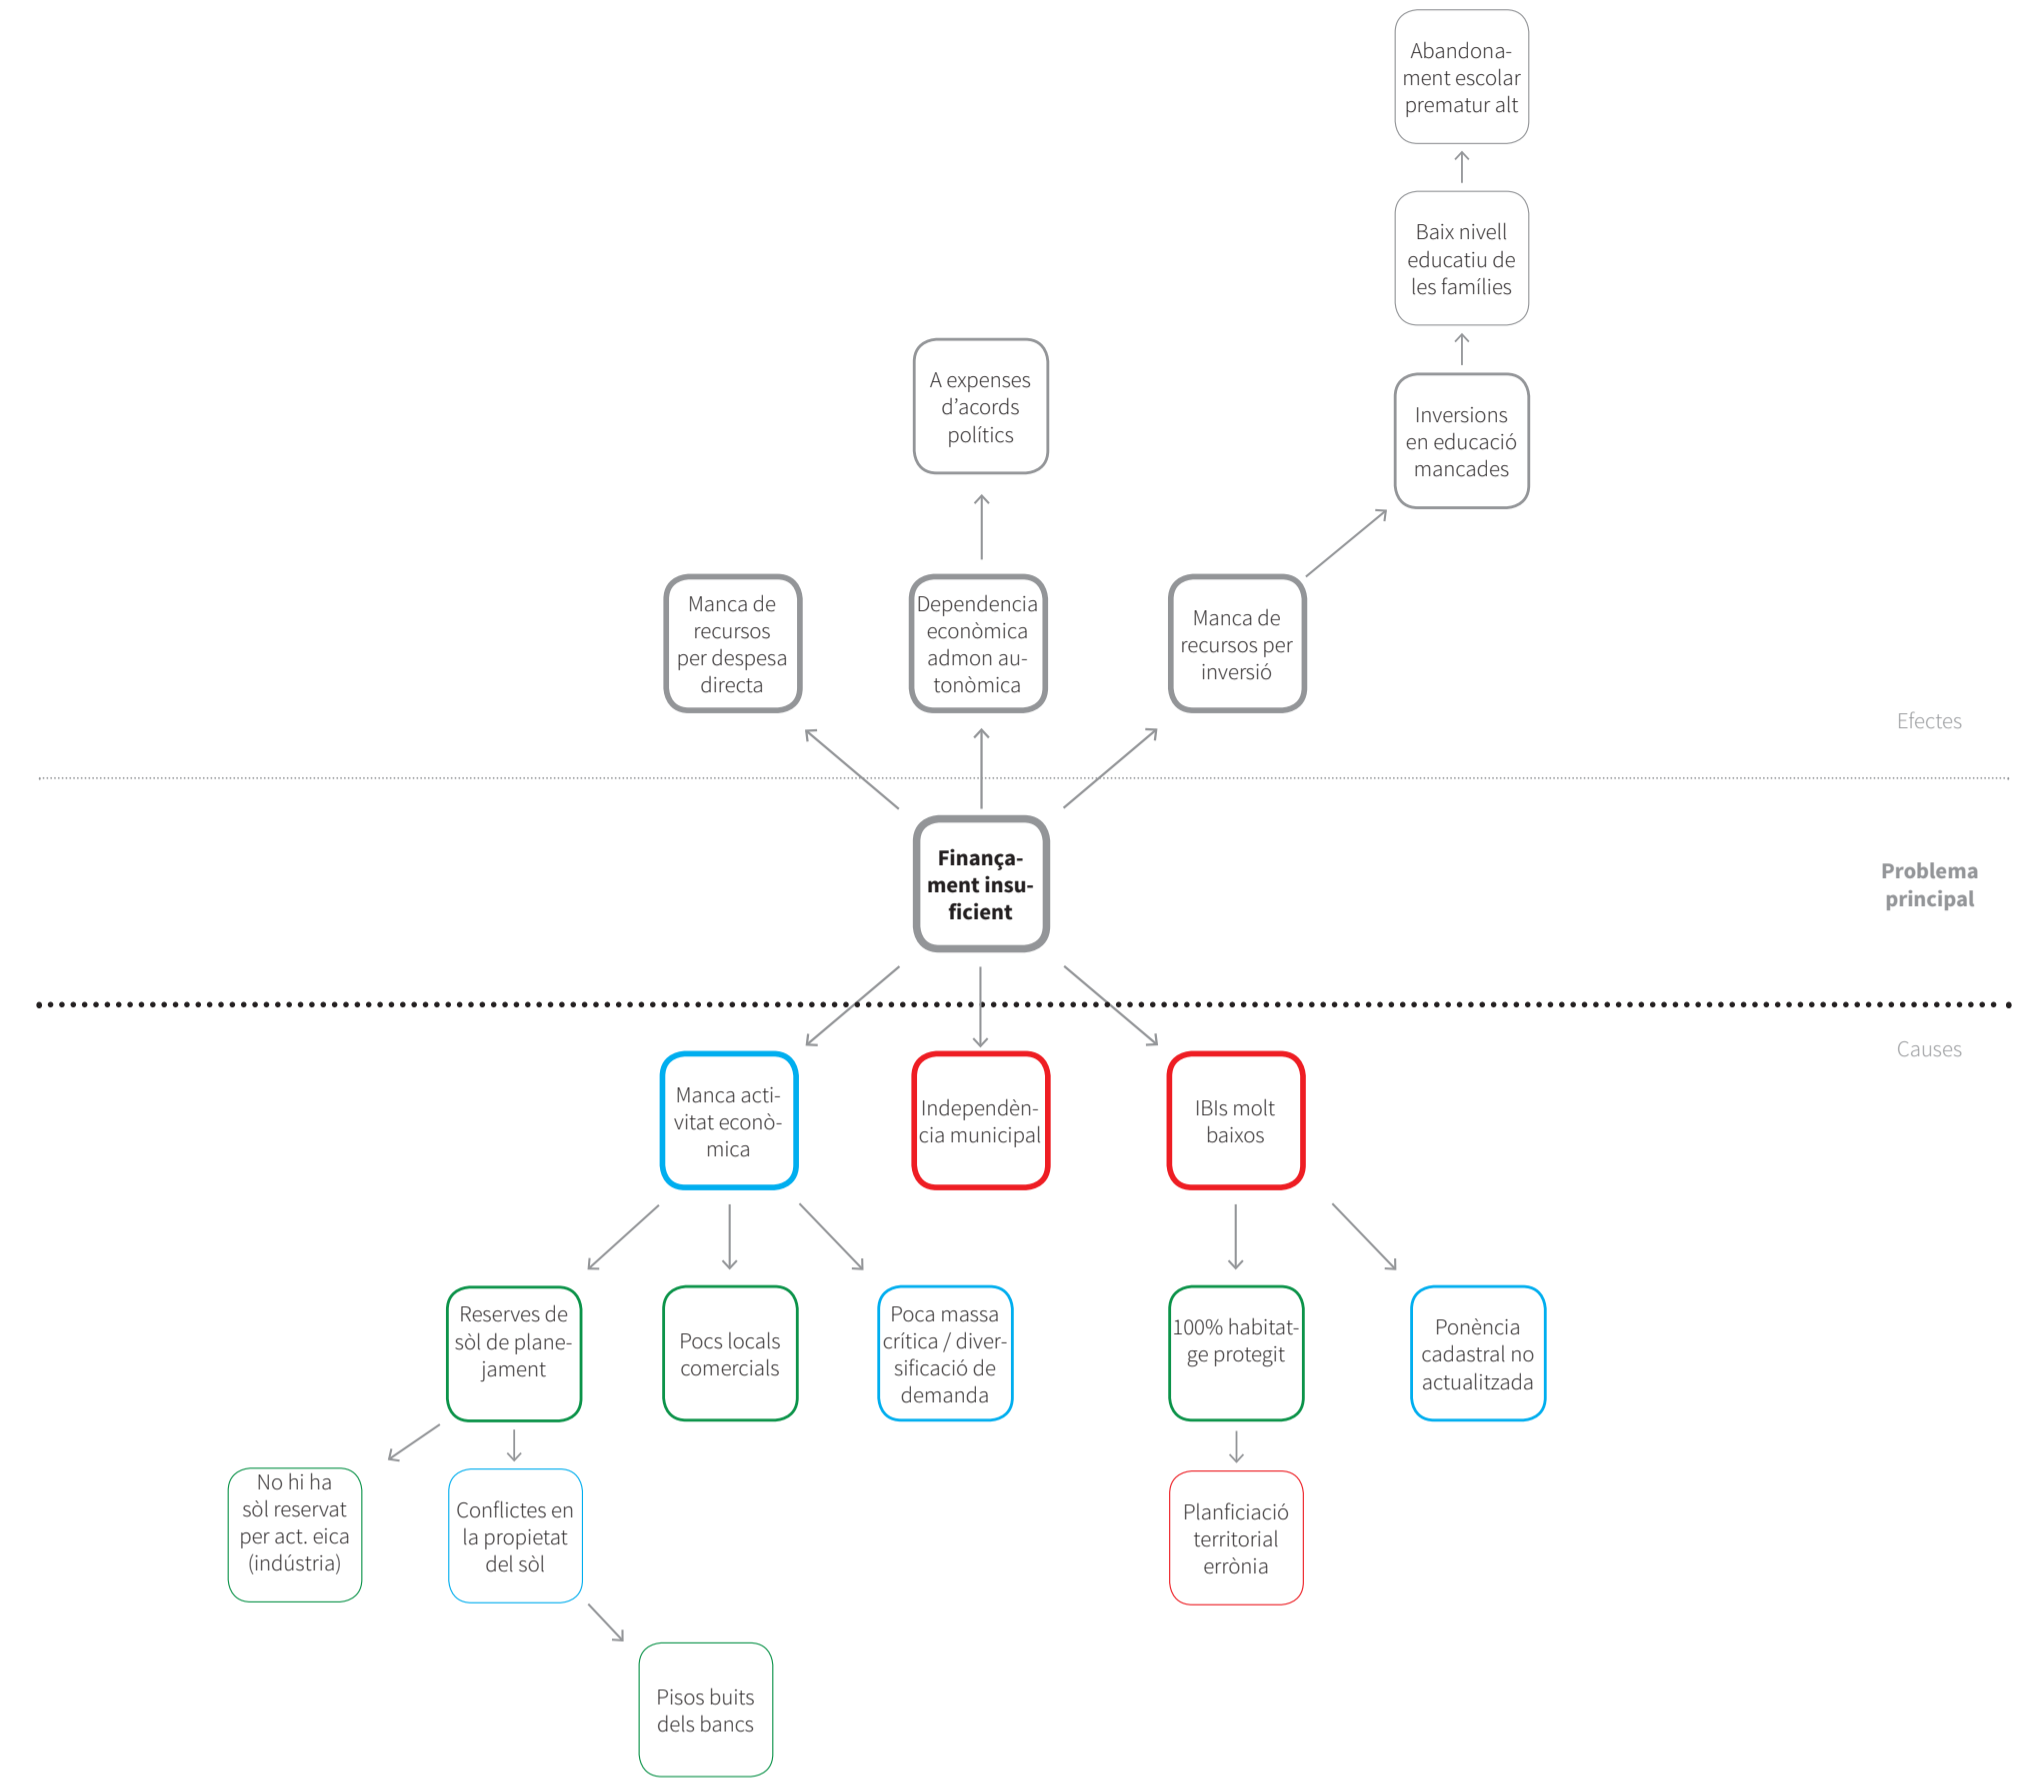 Abandona-
ment escolar
prematur alt
Baix nivell
educatiu de
les famílies
A expenses
d’acords
polítics
Inversions
en educació
mancades
Manca de
recursos
per despesa
directa
Dependencia
econòmica
admon au-
tonòmica
Manca de
recursos per
inversió
Efectes
Finança-
ment insu-
ficient
Problema
principal
Causes
Manca acti-
vitat econò-
mica
Independèn-
cia municipal
IBIs molt
baixos
Reserves de
sòl de plane-
jament
Pocs locals
comercials
Poca massa
crítica / diver-
sificació de
demanda
100% habitat-
ge protegit
Ponència
cadastral no
actualitzada
No hi ha
sòl reservat
per act. eica
(indústria)
Conflictes en
la propietat
del sòl
Planficiació
territorial
errònia
Pisos buits
dels bancs